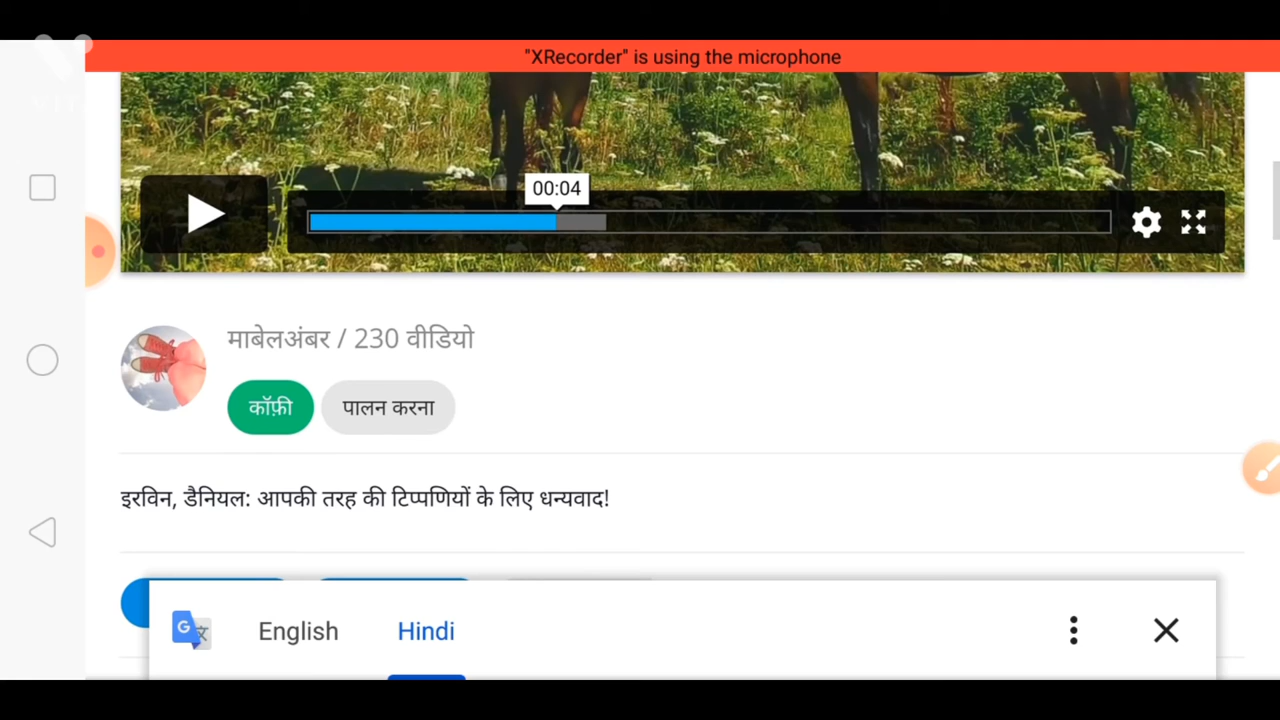 "XRecorder" is using the microphone
00:04
माबेलअंबर / 230 वीडियो
कॉफ़ी
पालन करना
इरविन, डैनियल: आपकी तरह की टिप्पणियों के लिए धन्यवाद!
G
English
Hindi